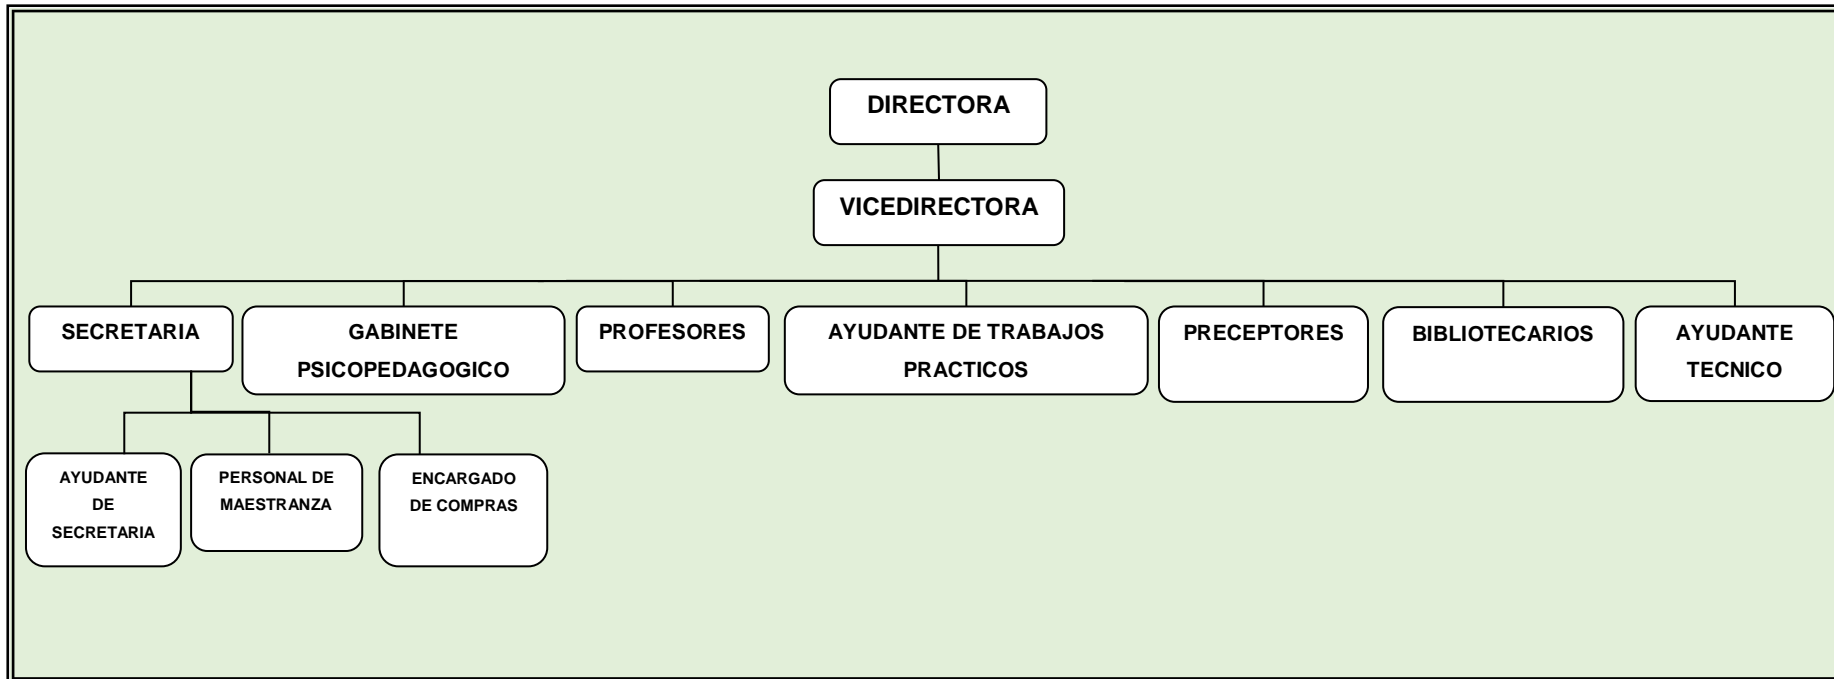 DIRECTORA
VICEDIRECTORA
SECRETARIA
GABINETE
PSICOPEDAGOGICO
PROFESORES
AYUDANTE DE TRABAJOS
PRACTICOS
PRECEPTORES
BIBLIOTECARIOS
AYUDANTE
TECNICO
AYUDANTE
DE
SECRETARIA
PERSONAL DE
MAESTRANZA
ENCARGADO
DE COMPRAS